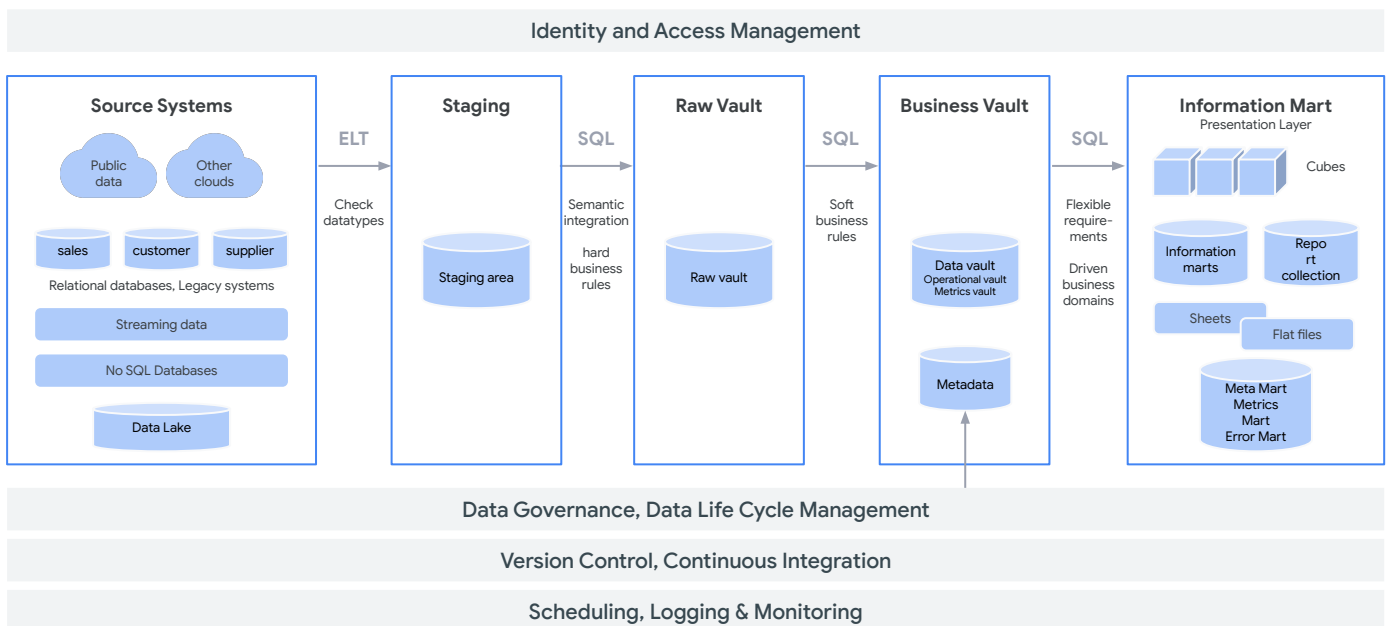 Identity and Access Management
Source Systems
Public
data
Other
clouds
sales
customer
supplier
Relational databases, Legacy systems
Streaming data
No SQL Databases
Data Lake
ELT
Check
datatypes
Staging
Staging area
SQL
Semantic
integration
hard
business
rules
Raw Vault
Raw vault
SQL
Soft
business
rules
Business Vault
Data vault
Operational vault
Metrics vault
Metadata
SQL
Flexible
require-
ments
Driven
business
domains
Information Mart
Presentation Layer
Cubes
Information
marts
Repo
rt
collection
Sheets
Flat files
Meta Mart
Metrics
Mart
Error Mart
Data Governance, Data Life Cycle Management
Version Control, Continuous Integration
Scheduling, Logging & Monitoring